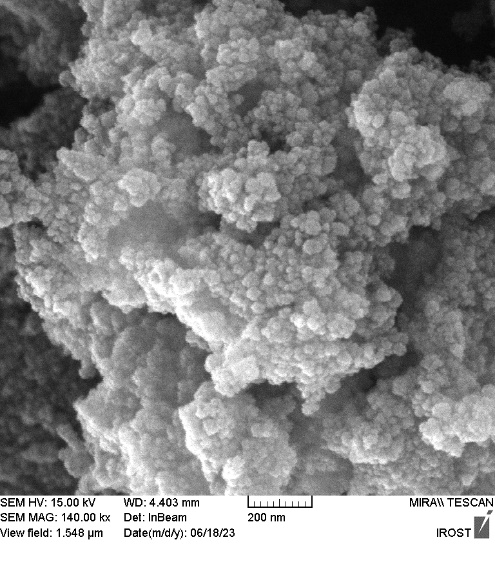 SEM HV: 15.00 kV WD: 4.403 mm MIRA\\ TESCAN
SEM MAG: 140.00 kx Det: InBeam 200 nm
View field: 1.548 µm Date(m/d/y): 06/18/23 IROST